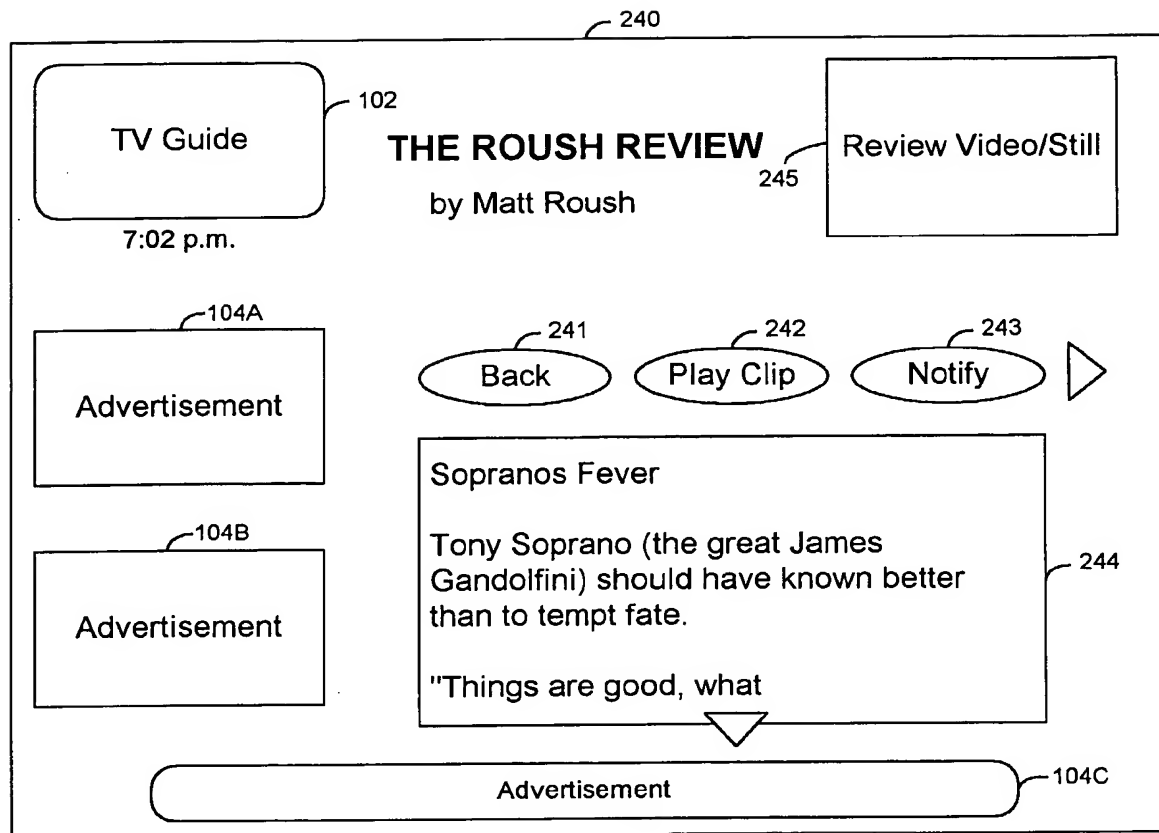 240
TV Guide
102
7:02 p.m.
THE ROUSH REVIEW
by Matt Roush
245
Review Video/Still
104A
Advertisement
104B
Advertisement
241
Back
242
Play Clip
243
Notify
Sopranos Fever
Tony Soprano (the great James
Gandolfini) should have known better
than to tempt fate.
"Things are good, what
244
Advertisement
104C